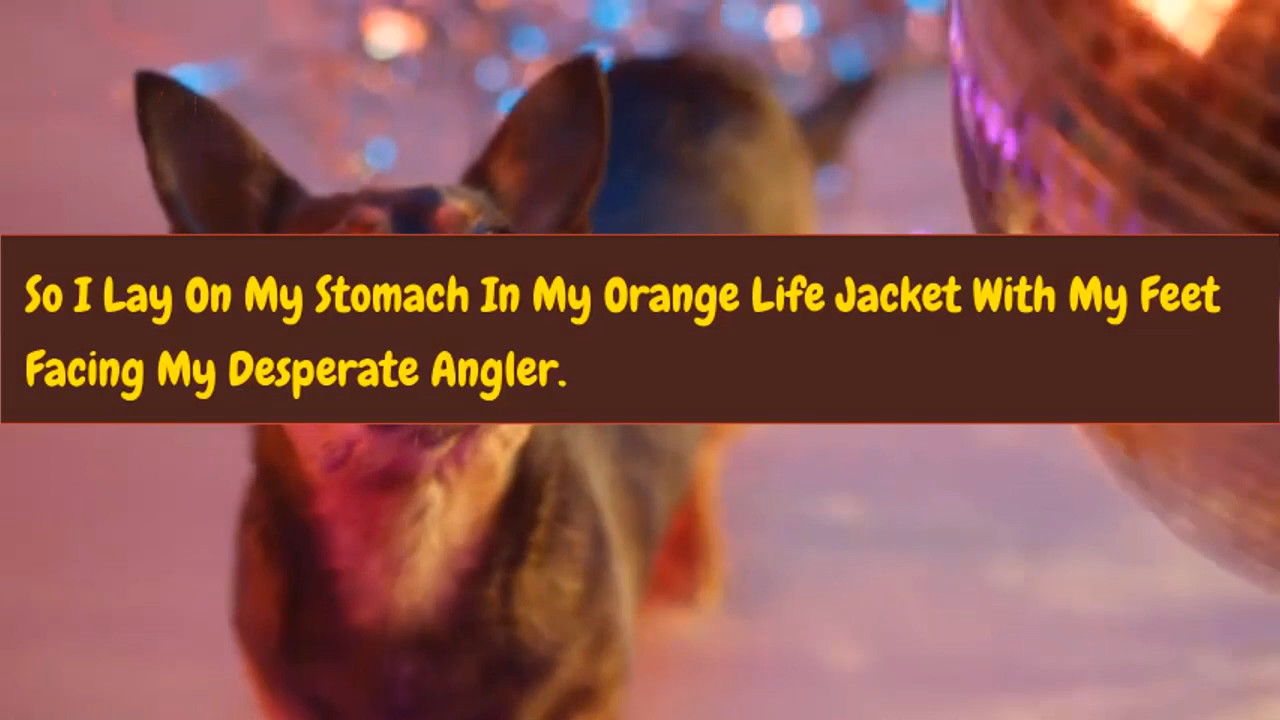 So I Lay On My Stomach In My Orange Life Jacket With My Feet
Facing My Desperate Angler.